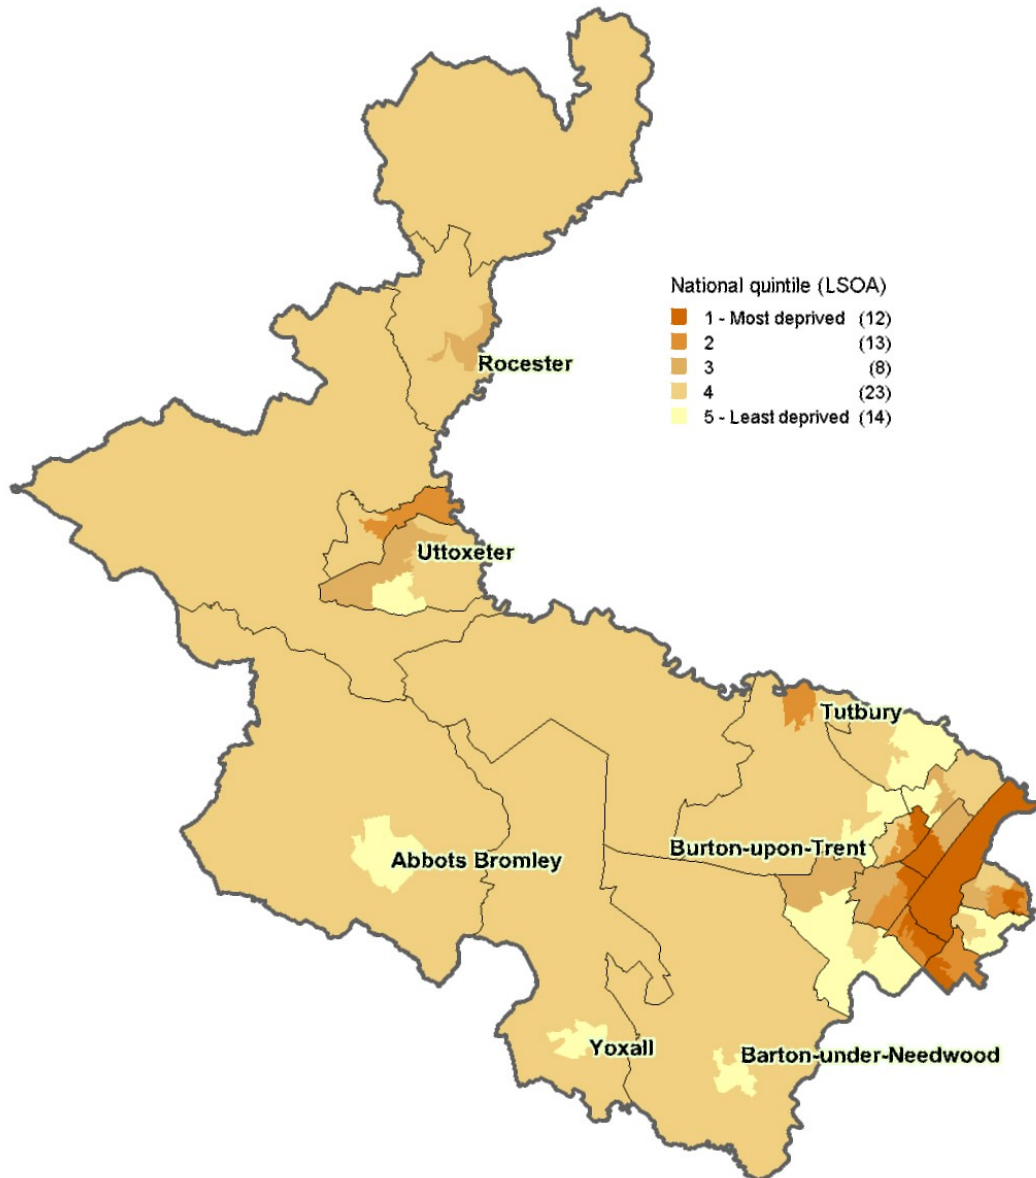 National quintile (LSOA)
1 - Most deprived (12)
2 (13)
3 (8)
4 (23)
5 - Least deprived (14)
Rocester
Uttoxeter
Tutbury
Burton-upon-Trent
Abbots Bromley
Yoxall
Barton-under-Needwood